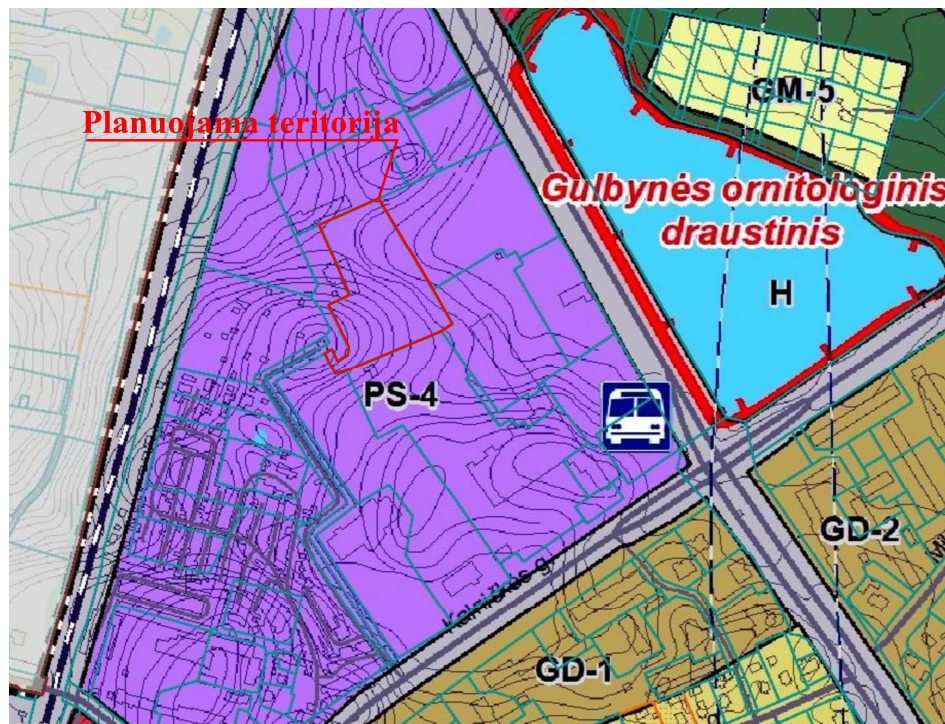 GM-5
Planuojama teritorija
Gulbynės ornitologinis
draustinis
H
PS-4
GD-2
GD-1